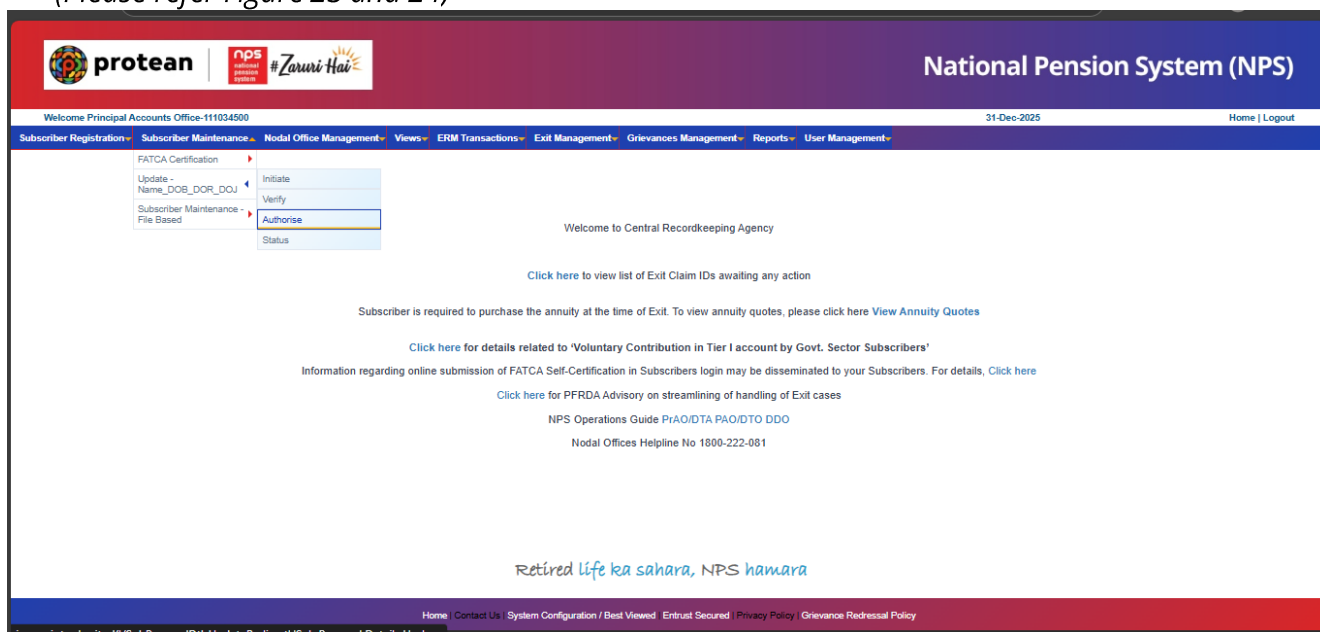 (Please refer Figure 23 and 24)
protean nps #Zaruri Hai
national
pension
system
National Pension System (NPS)
Welcome Principal Accounts Office-111034500 31-Dec-2025 Home | Logout
Subscriber Registration Subscriber Maintenance Nodal Office Management Views ERM Transactions Exit Management Grievances Management Reports User Management
FATCA Certification
Update -
Name_DOB_DOR_DOJ
Subscriber Maintenance -
File Based
Initiate
Verify
Authorise
Status
Welcome to Central Recordkeeping Agency
Click here to view list of Exit Claim IDs awaiting any action
Subscriber is required to purchase the annuity at the time of Exit. To view annuity quotes, please click here View Annuity Quotes
Click here for details related to ‘Voluntary Contribution in Tier I account by Govt. Sector Subscribers’
Information regarding online submission of FATCA Self-Certification in Subscribers login may be disseminated to your Subscribers. For details, Click here
Click here for PFRDA Advisory on streamlining of handling of Exit cases
NPS Operations Guide PrAO/DTA PAO/DTO DDO
Nodal Offices Helpline No 1800-222-081
Retired life ka sahara, NPS hamara
Home | Contact Us | System Configuration / Best Viewed | Entrust Secured | Privacy Policy | Grievance Redressal Policy